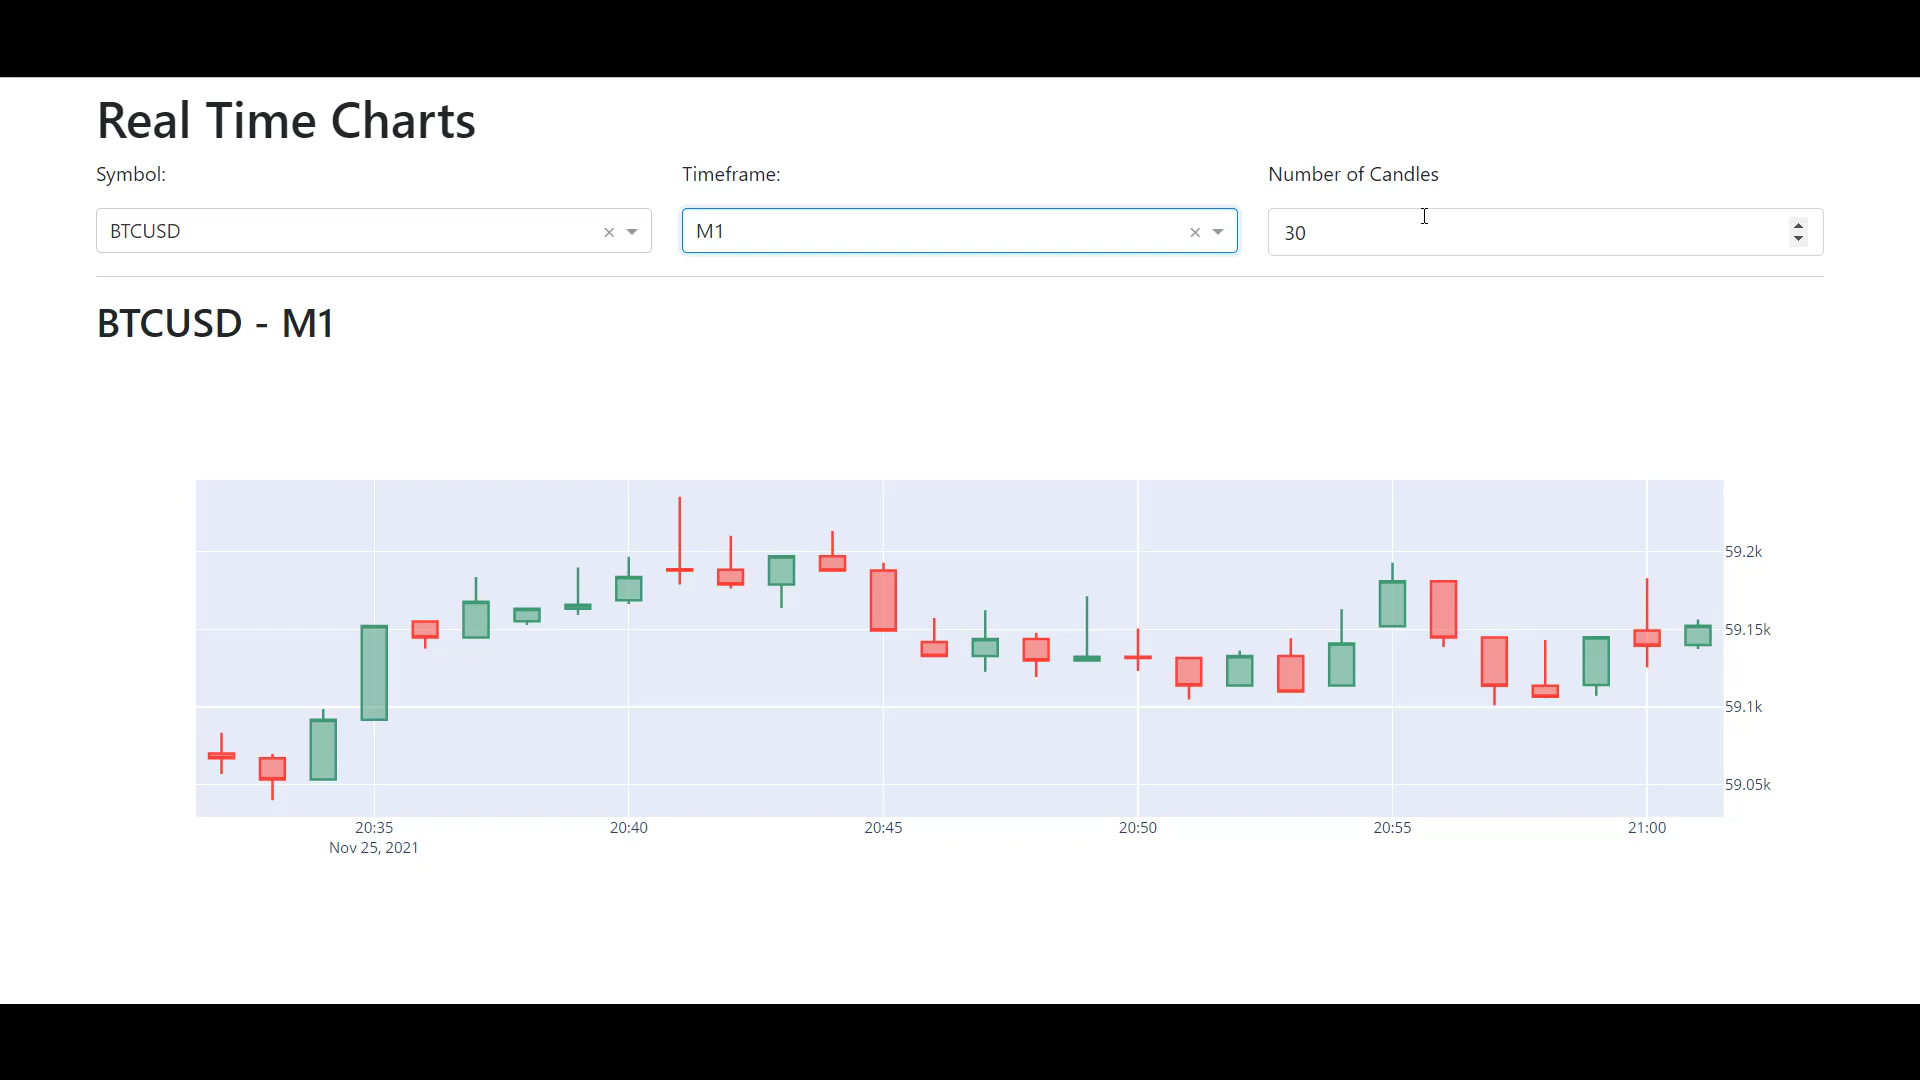 Real Time Charts
Symbol: Timeframe: Number of Candles
BTCUSD × M1 × 30
BTCUSD - M1
59.2k
59.15k
59.1k
59.05k
20:35 20:40 20:45 20:50 20:55 21:00
Nov 25, 2021